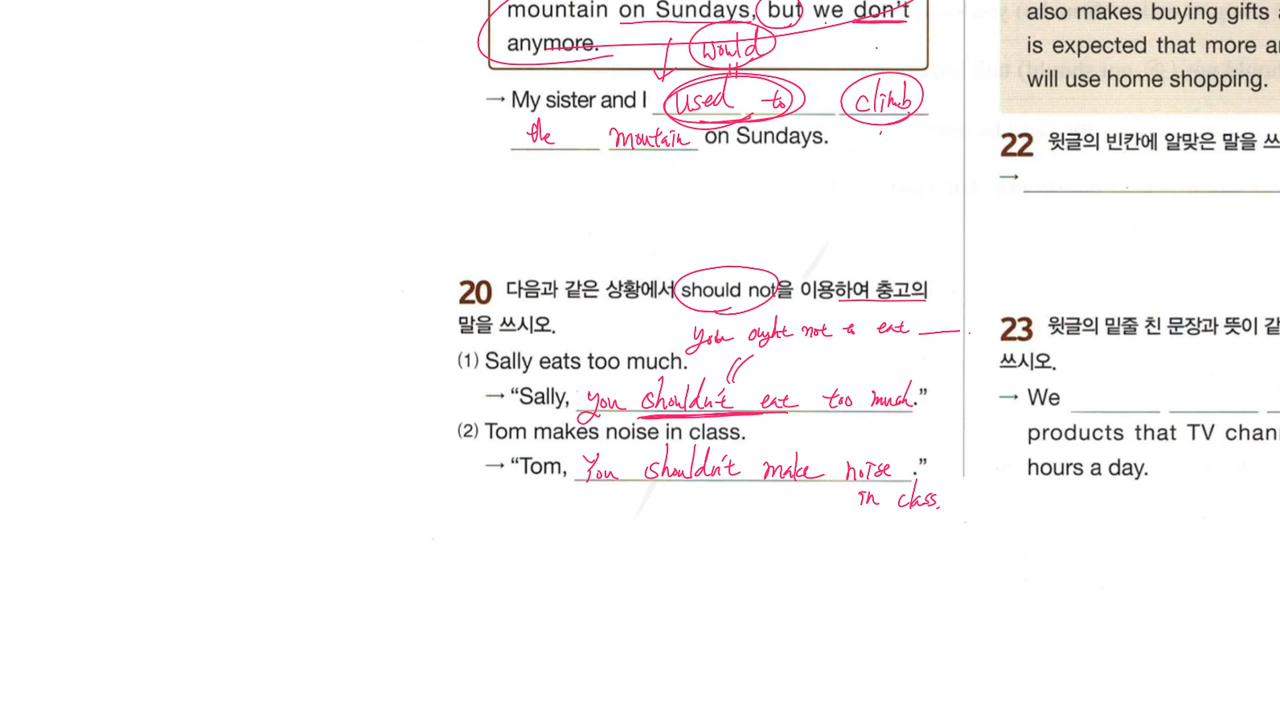 mountain on Sundays, but we don't
anymore.
would
→ My sister and I used to climb
the moutain on Sundays.
20 다음과 같은 상황에서 should not을 이용하여 충고의
말을 쓰시오.
you ought not to eat
(1) Sally eats too much.
→ “Sally, you shouldn't eat too much.”
(2) Tom makes noise in class.
→ “Tom, You shouldn't make noise .”
in class.
also makes buying gifts
is expected that more
will use home shopping.
22 윗글의 빈칸에 알맞은 말을
→
23 윗글의 밑줄 친 문장과 뜻이
쓰시오.
→ We
products that TV
hours a day.